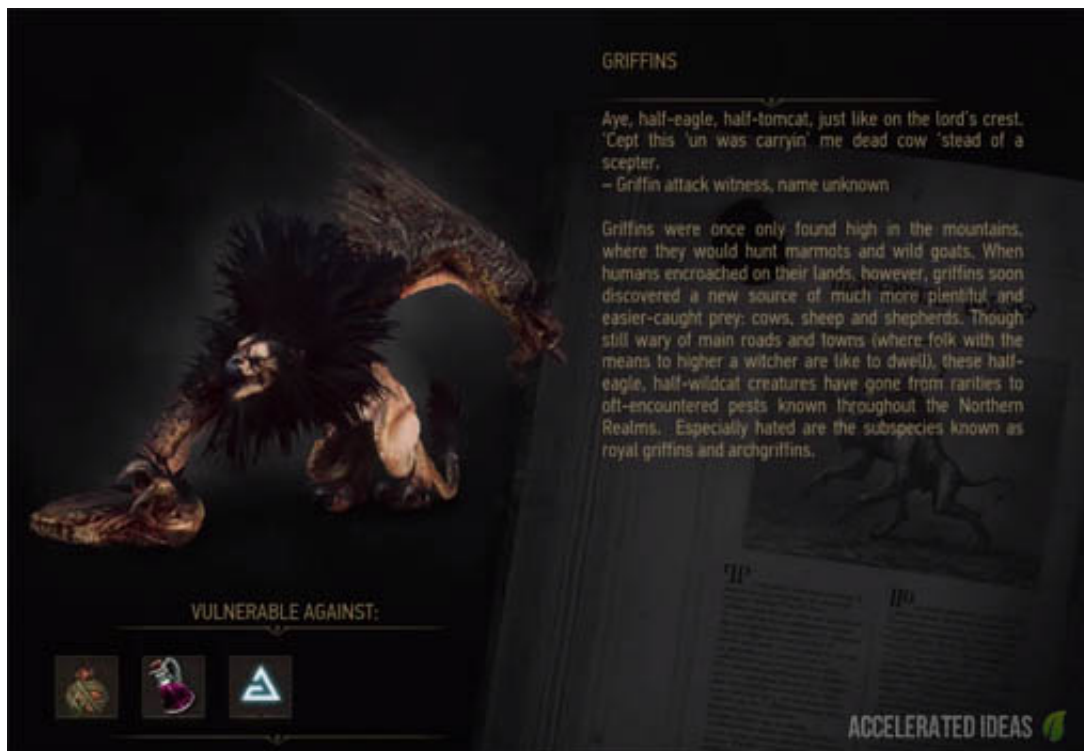 GRIFFINS
Aye, half-eagle, half-tomcat, just like on the lord's crest.
'Cept this 'un was carryin' me dead cow 'stead of a
scepter.
– Griffin attack witness, name unknown
Griffins were once only found high in the mountains,
where they would hunt marmots and wild goats. When
humans encroached on their lands, however, griffins soon
discovered a new source of much more plentiful and
easier-caught prey: cows, sheep and shepherds. Though
still wary of main roads and towns (where folk with the
means to higher a witcher are like to dwell), these half-
eagle, half-wildcat creatures have gone from rarities to
oft-encountered pests known throughout the Northern
Realms. Especially hated are the subspecies known as
royal griffins and archgriffins.
VULNERABLE AGAINST:
ACCELERATED IDEAS